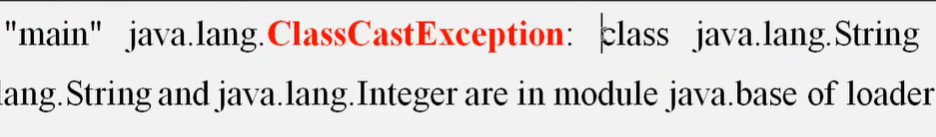 "main" java.lang.ClassCastException: class java.lang.String
lang.String and java.lang.Integer are in module java.base of loader